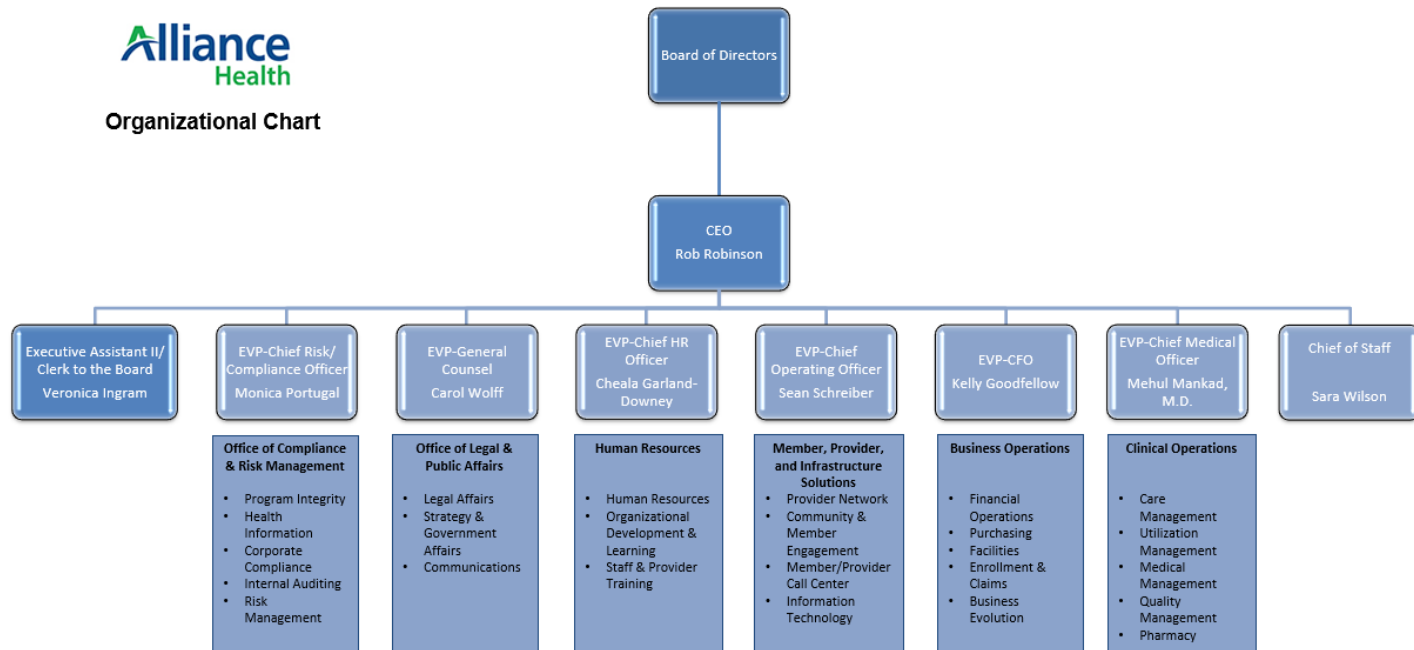 Alliance
Health
Organizational Chart
Board of Directors
CEO
Rob Robinson
Executive Assistant II/
Clerk to the Board
Veronica Ingram
EVP-Chief Risk/
Compliance Officer
Monica Portugal
EVP-General
Counsel
Carol Wolff
EVP-Chief HR
Officer
Cheala Garland-
Downey
EVP-Chief
Operating Officer
Sean Schreiber
EVP-CFO
Kelly Goodfellow
EVP-Chief Medical
Officer
Mehul Mankad,
M.D.
Chief of Staff
Sara Wilson
Office of Compliance
& Risk Management
• Program Integrity
• Health
Information
• Corporate
Compliance
• Internal Auditing
• Risk
Management
Office of Legal &
Public Affairs
• Legal Affairs
• Strategy &
Government
Affairs
• Communications
Human Resources
• Human Resources
• Organizational
Development &
Learning
• Staff & Provider
Training
Member, Provider,
and Infrastructure
Solutions
• Provider Network
• Community &
Member
Engagement
• Member/Provider
Call Center
• Information
Technology
Business Operations
• Financial
Operations
• Purchasing
• Facilities
• Enrollment &
Claims
• Business
Evolution
Clinical Operations
• Care
Management
• Utilization
Management
• Medical
Management
• Quality
Management
• Pharmacy